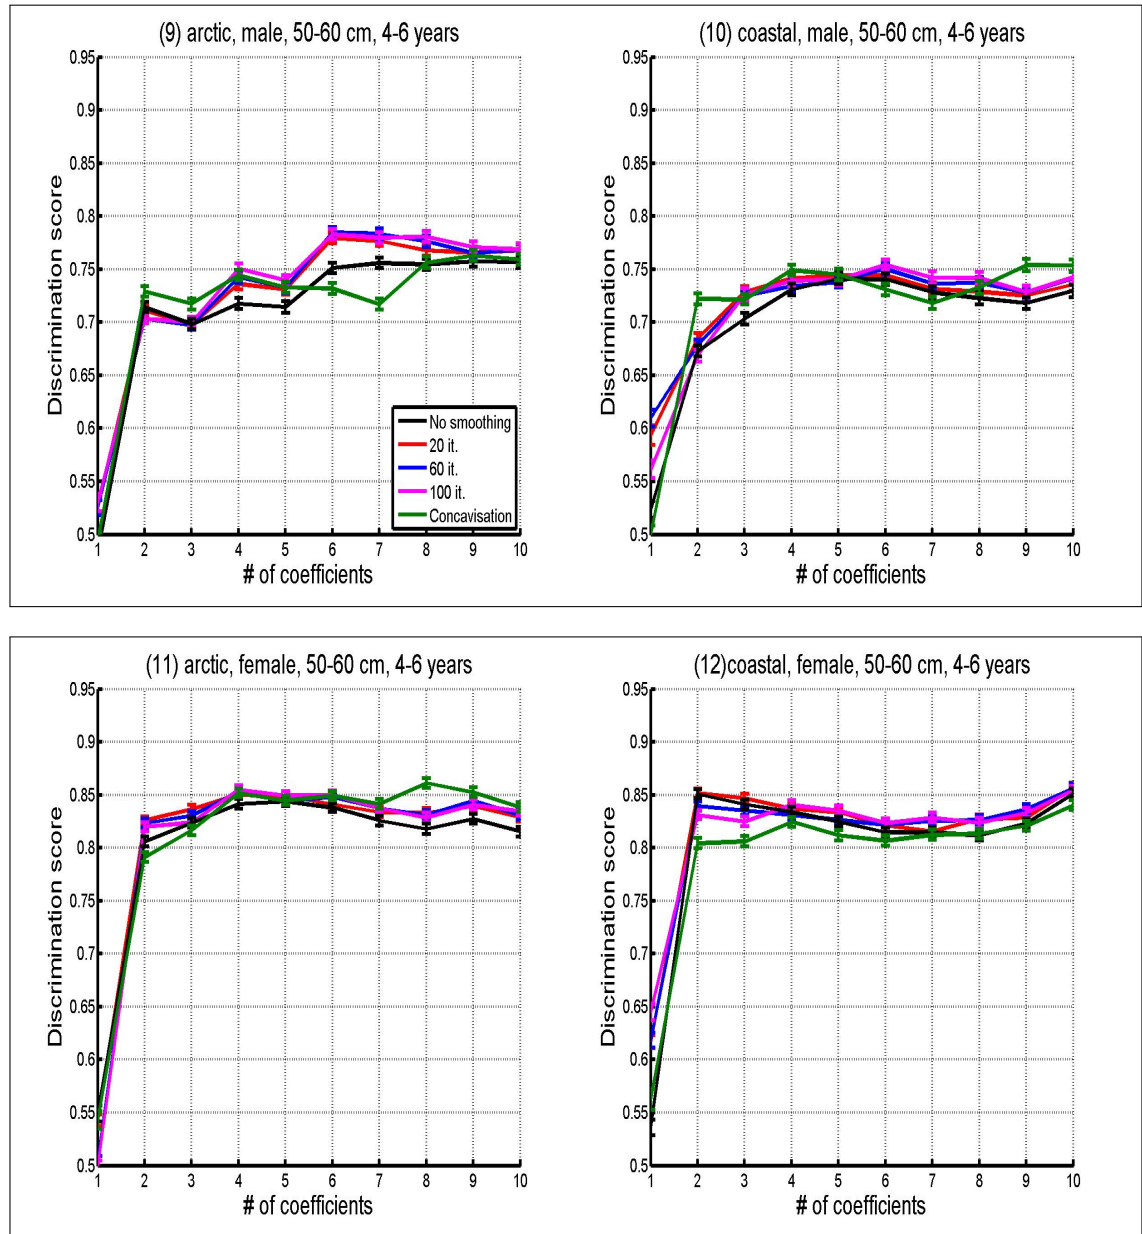 (9) arctic, male, 50-60 cm, 4-6 years
0.95
0.9
0.85
0.8
0.75
0.7
0.65
0.6
0.55
0.5
Discrimination score
1 2 3 4 5 6 7 8 9 10
# of coefficients
No smoothing
20 it.
60 it.
100 it.
Concavisation
(10) coastal, male, 50-60 cm, 4-6 years
0.95
0.9
0.85
0.8
0.75
0.7
0.65
0.6
0.55
0.5
Discrimination score
1 2 3 4 5 6 7 8 9 10
# of coefficients
(11) arctic, female, 50-60 cm, 4-6 years
0.95
0.9
0.85
0.8
0.75
0.7
0.65
0.6
0.55
0.5
Discrimination score
1 2 3 4 5 6 7 8 9 10
# of coefficients
(12)coastal, female, 50-60 cm, 4-6 years
0.95
0.9
0.85
0.8
0.75
0.7
0.65
0.6
0.55
0.5
Discrimination score
1 2 3 4 5 6 7 8 9 10
# of coefficients